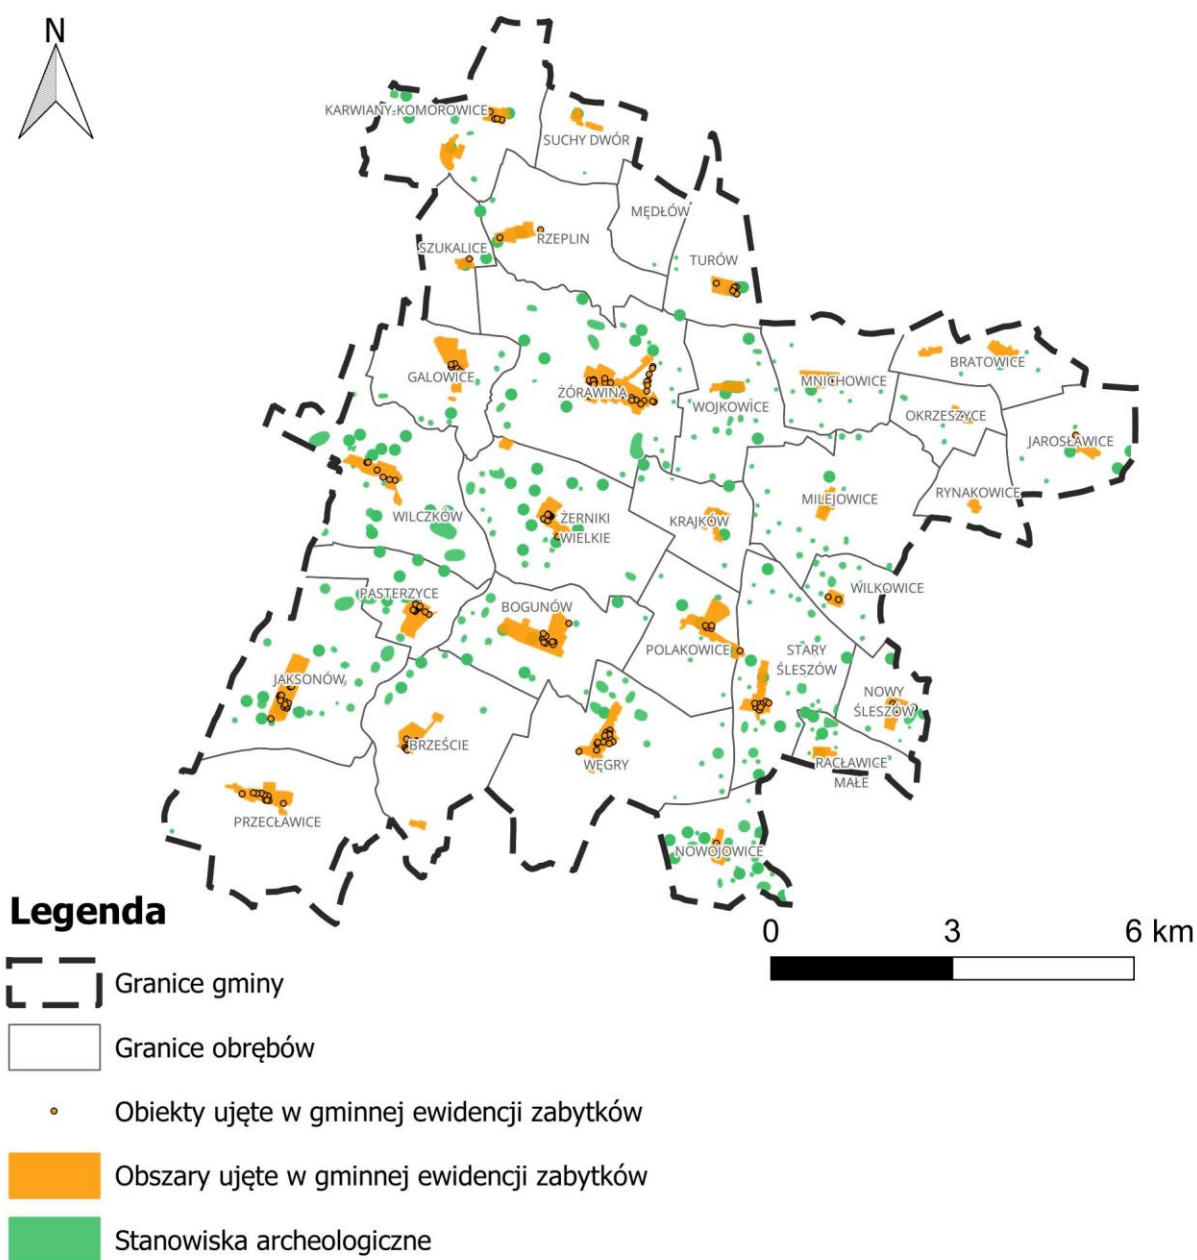 N
KARWIANY-KOMOROWICE
SUCHY DWÓR
MĘDŁÓW
RZEPLIN
SZUKALICE
TURÓW
GALOWICE
ŻÓRAWINA
WOJKOWICE
MNICHOWICE
BRATOWICE
OKRZESZYCE
JAROSŁAWICE
WILCZKÓW
ŻERNIKI
WIELKIE
KRAJKÓW
MILEJOWICE
RYNAKOWICE
PASTERZYCE
BOGUNÓW
WILKOWICE
POLAKOWICE
STARY
ŚLESZÓW
JAKSONÓW
NOWY
ŚLESZÓW
BRZEŚCIE
WĘGRY
RACŁAWICE
MAŁE
PRZECŁAWICE
NOWOJOWICE
0 3 6 km
Legenda
Granice gminy
Granice obrębów
Obiekty ujęte w gminnej ewidencji zabytków
Obszary ujęte w gminnej ewidencji zabytków
Stanowiska archeologiczne